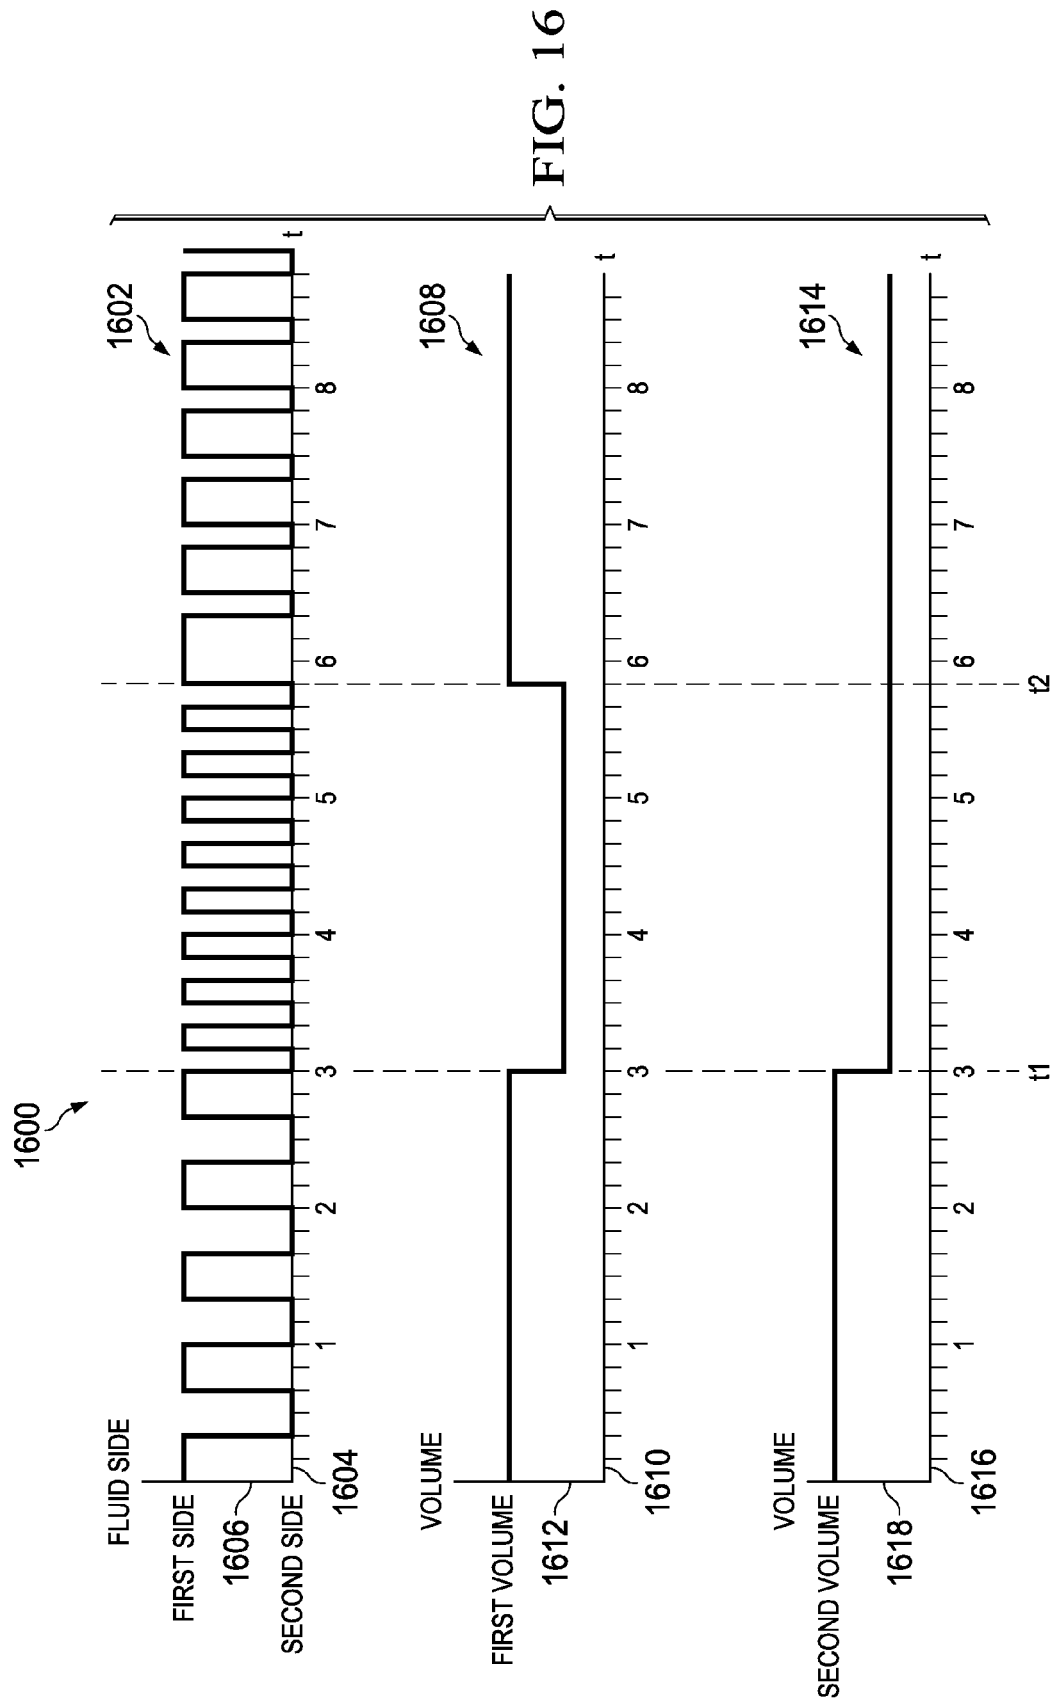 1600
FLUID SIDE
FIRST SIDE
1606
SECOND SIDE
1604
1602
t
1 2 3 4 5 6 7 8
VOLUME
FIRST VOLUME
1612
1610
1608
t
1 2 3 4 5 6 7 8
VOLUME
SECOND VOLUME
1618
1616
1614
t
1 2 3 4 5 6 7 8
t1 t2
FIG. 16